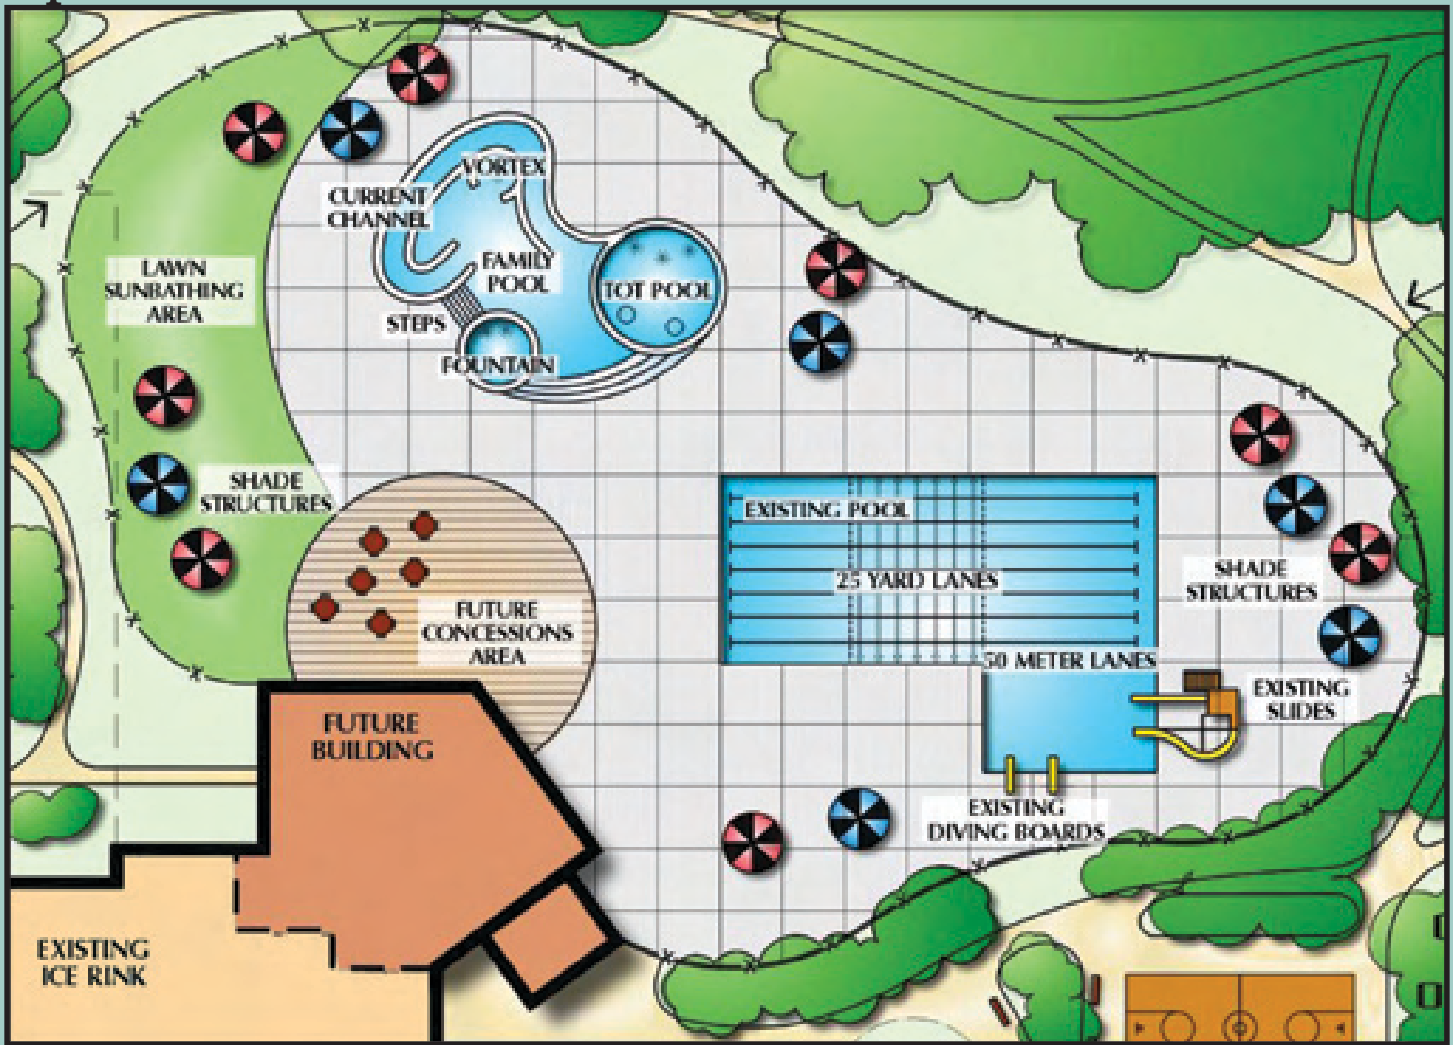 VORTEX
CURRENT
CHANNEL
FAMILY
POOL
TOT POOL
LAWN
SUNBATHING
AREA
STEPS
FOUNTAIN
SHADE
STRUCTURES
EXISTING POOL
25 YARD LANES
SHADE
STRUCTURES
FUTURE
CONCESSIONS
AREA
50 METER LANES
EXISTING
SLIDES
FUTURE
BUILDING
EXISTING
DIVING BOARDS
EXISTING
ICE RINK